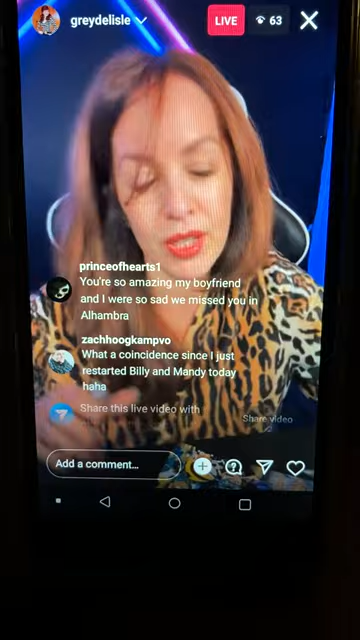 greydelisle
LIVE
63
princeofhearts1
You're so amazing my boyfriend
and I were so sad we missed you in
Alhambra
zachhoogkampvo
What a coincidence since I just
restarted Billy and Mandy today
haha
Share this live video with
Share video
Add a comment...